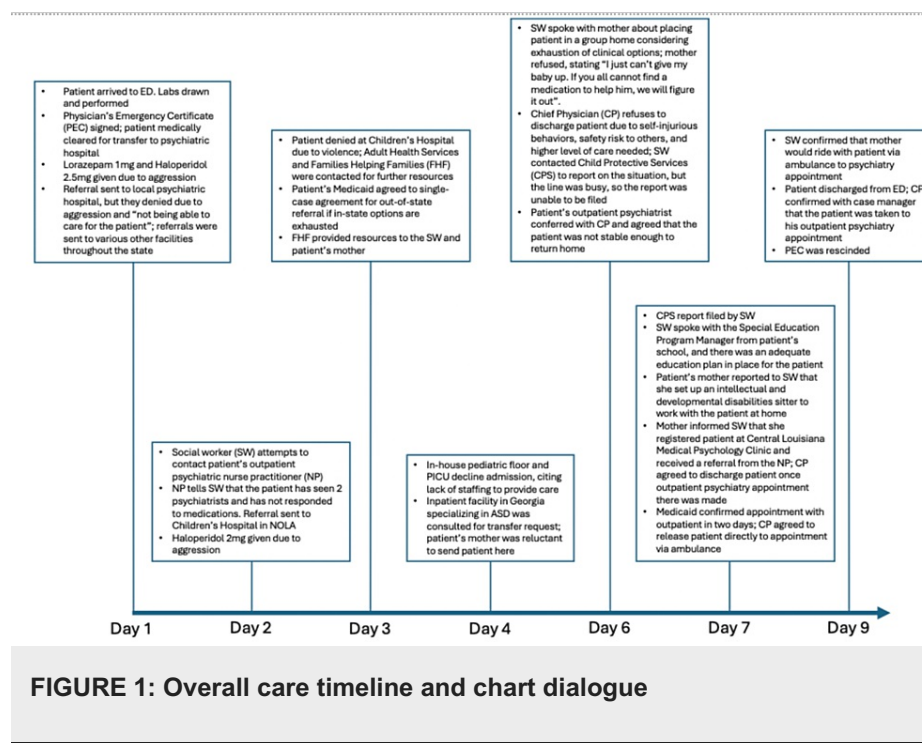 • Patient arrived to ED. Labs drawn
and performed
• Physician's Emergency Certificate
(PEC) signed; patient medically
cleared for transfer to psychiatric
hospital
• Lorazepam 1mg and Haloperidol
2.5mg given due to aggression
• Referral sent to local psychiatric
hospital, but they denied due to
aggression and "not being able to
care for the patient"; referrals were
sent to various other facilities
throughout the state
• Social worker (SW) attempts to
contact patient's outpatient
psychiatric nurse practitioner (NP)
• NP tells SW that the patient has seen 2
psychiatrists and has not responded
to medications. Referral sent to
Children's Hospital in NOLA
• Haloperidol 2mg given due to
aggression
• Patient denied at Children's Hospital
due to violence; Adult Health Services
and Families Helping Families (FHF)
were contacted for further resources
• Patient's Medicaid agreed to single-
case agreement for out-of-state
referral if in-state options are
exhausted
• FHF provided resources to the SW and
patient's mother
• In-house pediatric floor and
PICU decline admission, citing
lack of staffing to provide care
• Inpatient facility in Georgia
specializing in ASD was
consulted for transfer request;
patient's mother was reluctant
to send patient here
• SW spoke with mother about placing
patient in a group home considering
exhaustion of clinical options; mother
refused, stating "I just can't give my
baby up. If you all cannot find a
medication to help him, we will figure
it out".
• Chief Physician (CP) refuses to
discharge patient due to self-injurious
behaviors, safety risk to others, and
higher level of care needed; SW
contacted Child Protective Services
(CPS) to report on the situation, but
the line was busy, so the report was
unable to be filed
• Patient's outpatient psychiatrist
conferred with CP and agreed that the
patient was not stable enough to
return home
• CPS report filed by SW
• SW spoke with the Special Education
Program Manager from patient's
school, and there was an adequate
education plan in place for the patient
• Patient's mother reported to SW that
she set up an intellectual and
developmental disabilities sitter to
work with the patient at home
• Mother informed SW that she
registered patient at Central Louisiana
Medical Psychology Clinic and
received a referral from the NP; CP
agreed to discharge patient once
outpatient psychiatry appointment
there was made
• Medicaid confirmed appointment with
outpatient in two days; CP agreed to
release patient directly to appointment
via ambulance
• SW confirmed that mother
would ride with patient via
ambulance to psychiatry
appointment
• Patient discharged from ED; CP
confirmed with case manager
that the patient was taken to
his outpatient psychiatry
appointment
• PEC was rescinded
Day 1 Day 2 Day 3 Day 4 Day 6 Day 7 Day 9
FIGURE 1: Overall care timeline and chart dialogue